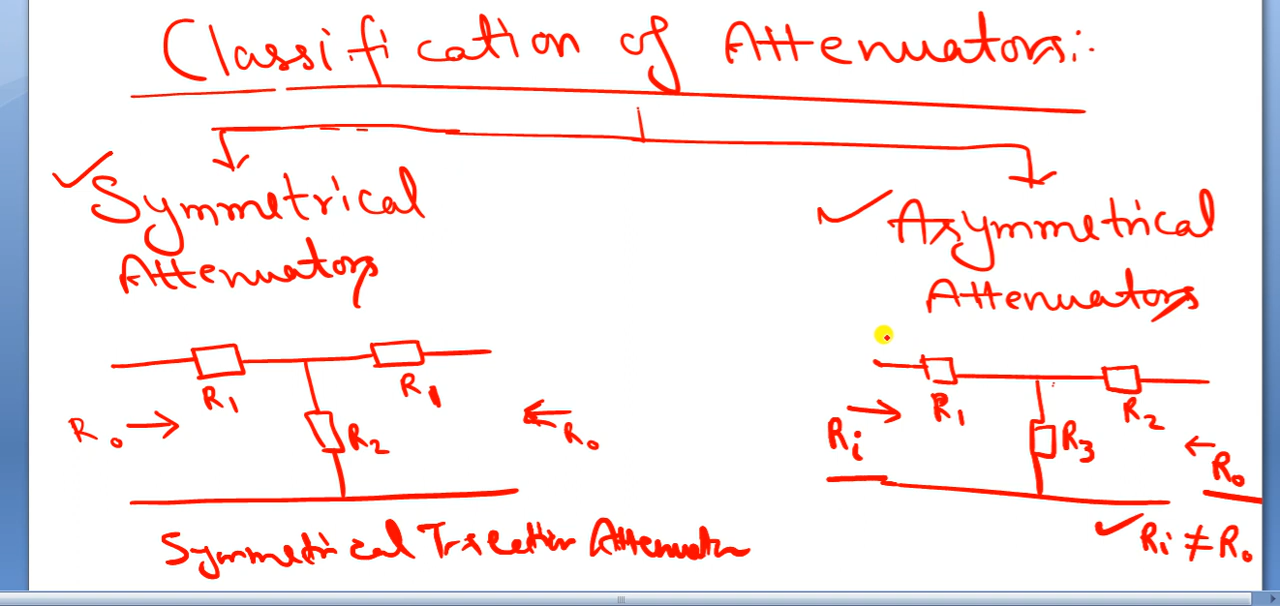 Classification of Attenuators:-
Symmetrical
Attenuators
Asymmetrical
Attenuators
R1
R1
R0
R2
R0
Symmetrical T-section Attenuator
R1
R2
Ri
R3
R0
Ri ≠ R0